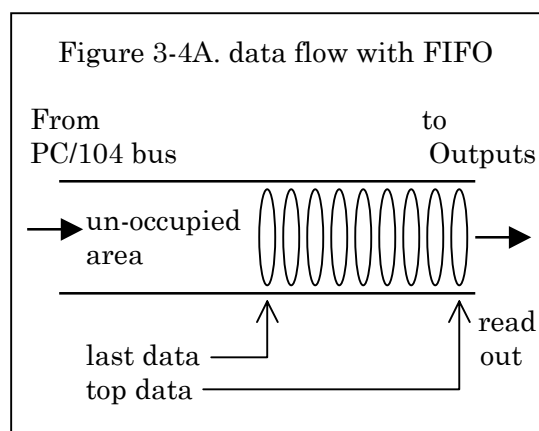 Figure 3-4A. data flow with FIFO
From to
PC/104 bus Outputs
un-occupied
area
read
last data out
top data